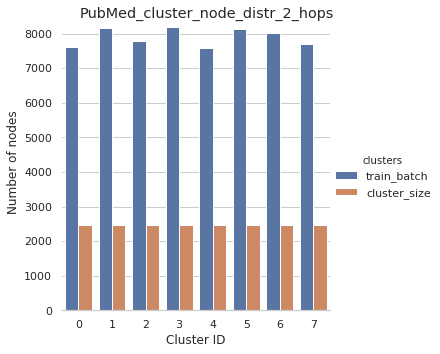 PubMed_cluster_node_distr_2_hops
8000
7000
6000
5000
4000
3000
2000
1000
0
Number of nodes
0 1 2 3 4 5 6 7
Cluster ID
clusters
train_batch
cluster_size